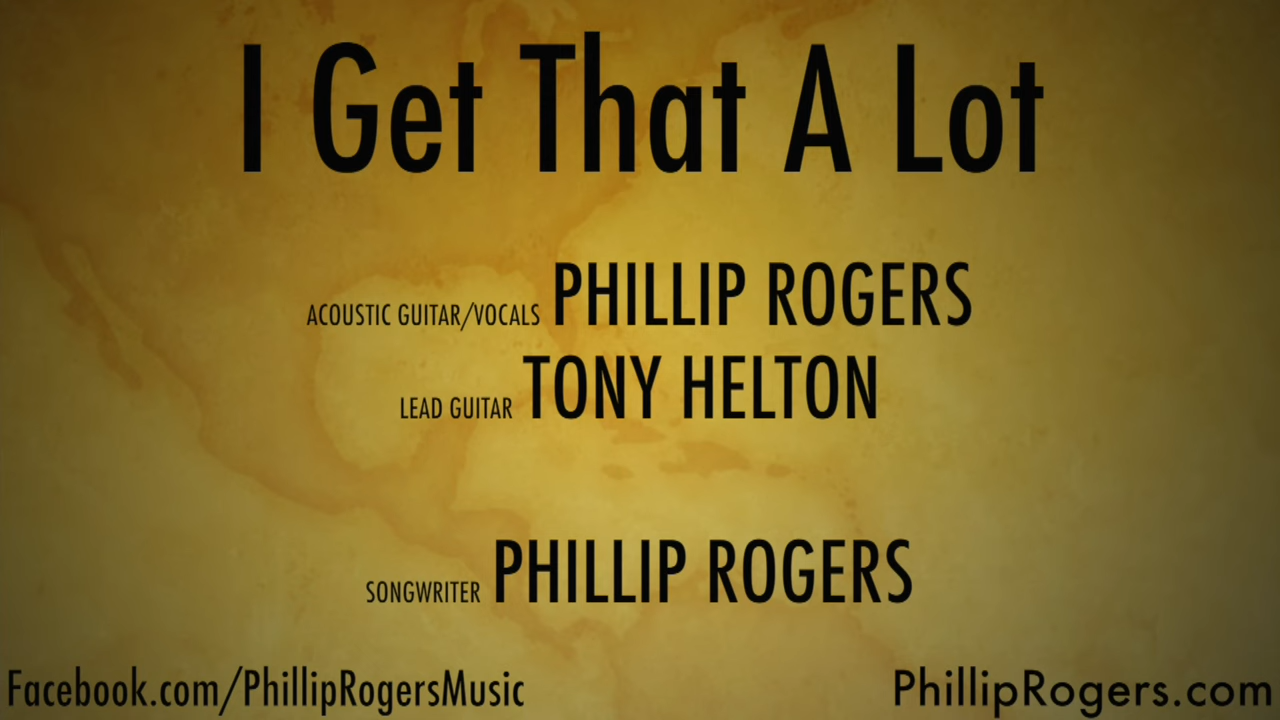 I Get That A Lot
ACOUSTIC GUITAR/VOCALS PHILLIP ROGERS
LEAD GUITAR TONY HELTON
SONGWRITER PHILLIP ROGERS
Facebook.com/PhillipRogersMusic
PhillipRogers.com